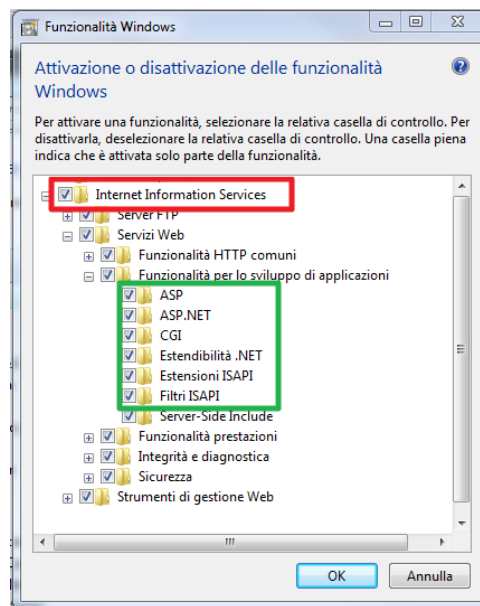 Funzionalità Windows
Attivazione o disattivazione delle funzionalità
Windows
Per attivare una funzionalità, selezionare la relativa casella di controllo. Per
disattivarla, deselezionare la relativa casella di controllo. Una casella piena
indica che è attivata solo parte della funzionalità.
Internet Information Services
Server FTP
Servizi Web
Funzionalità HTTP comuni
Funzionalità per lo sviluppo di applicazioni
ASP
ASP.NET
CGI
Estendibilità .NET
Estensioni ISAPI
Filtri ISAPI
Server-Side Include
Funzionalità prestazioni
Integrità e diagnostica
Sicurezza
Strumenti di gestione Web
OK Annulla